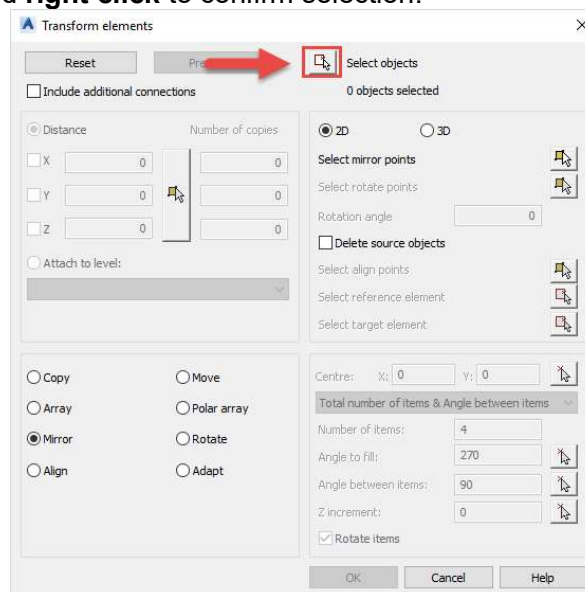 right click to confirm selection.
Transform elements
Reset
Select objects
Include additional connections
0 objects selected
Distance Number of copies
X 0 0
Y 0 0
Z 0 0
Attach to level:
2D 3D
Select mirror points
Select rotate points
Rotation angle 0
Delete source objects
Select align points
Select reference element
Select target element
Copy Move
Array Polar array
Mirror Rotate
Align Adapt
Centre: X: 0 Y: 0
Total number of items & Angle between items
Number of items: 4
Angle to fill: 270
Angle between items: 90
Z increment: 0
Rotate items
OK Cancel Help